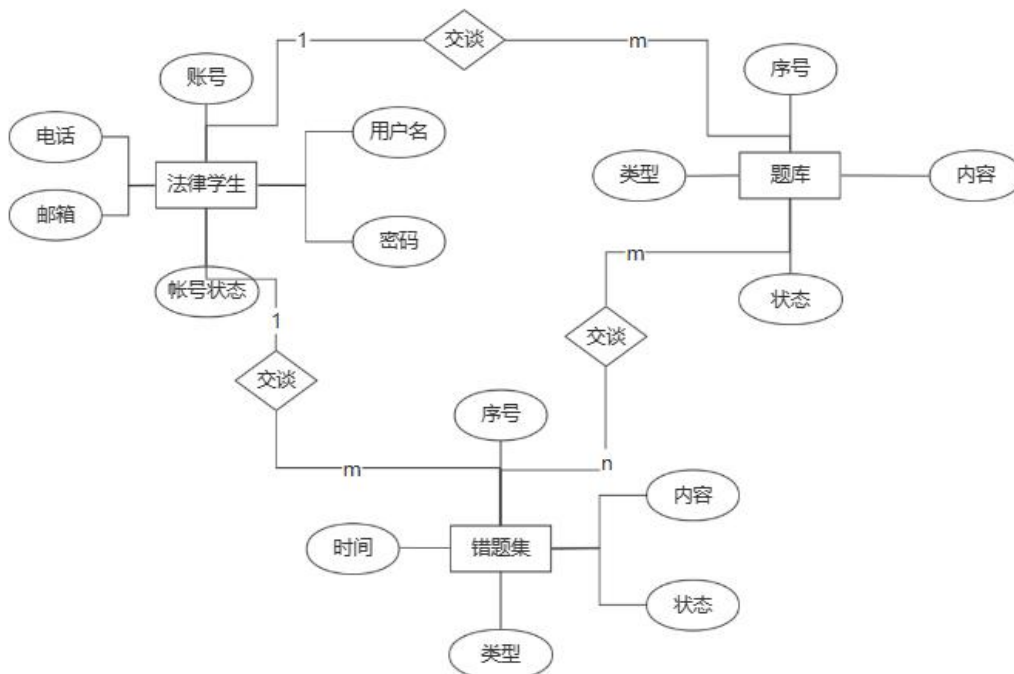 1
交谈
m
账号
序号
电话
用户名
法律学生
类型
题库
内容
邮箱
密码
m
帐号状态
状态
1
交谈
交谈
序号
m
n
内容
时间
错题集
状态
类型